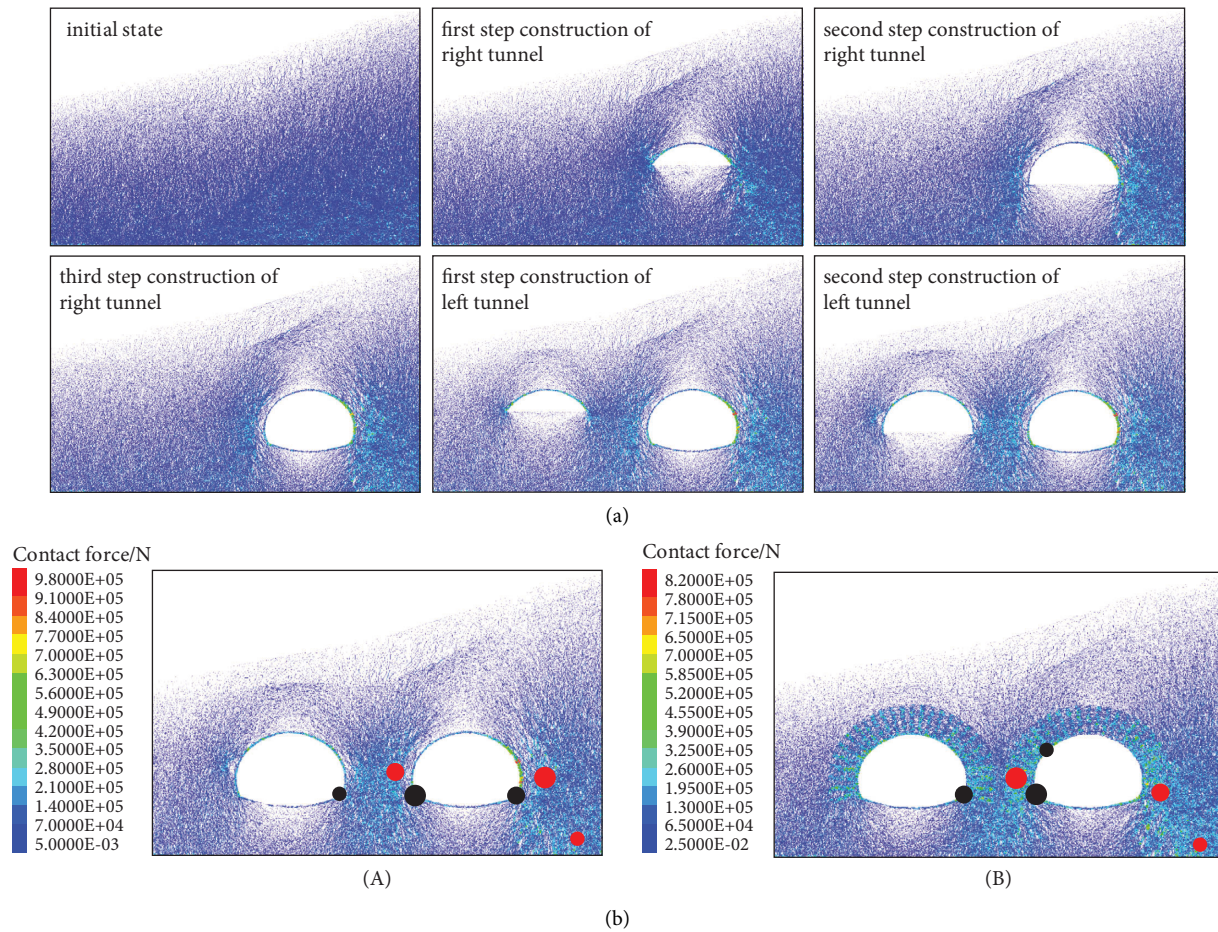 initial state
first step construction of
right tunnel
second step construction of
right tunnel
third step construction of
right tunnel
first step construction of
left tunnel
second step construction of
left tunnel
(a)
Contact force/N
9.8000E+05
9.1000E+05
8.4000E+05
7.7000E+05
7.0000E+05
6.3000E+05
5.6000E+05
4.9000E+05
4.2000E+05
3.5000E+05
2.8000E+05
2.1000E+05
1.4000E+05
7.0000E+04
5.0000E-03
(A)
Contact force/N
8.2000E+05
7.8000E+05
7.1500E+05
6.5000E+05
7.0000E+05
5.8500E+05
5.2000E+05
4.5500E+05
3.9000E+05
3.2500E+05
2.6000E+05
1.9500E+05
1.3000E+05
6.5000E+04
2.5000E-02
(B)
(b)